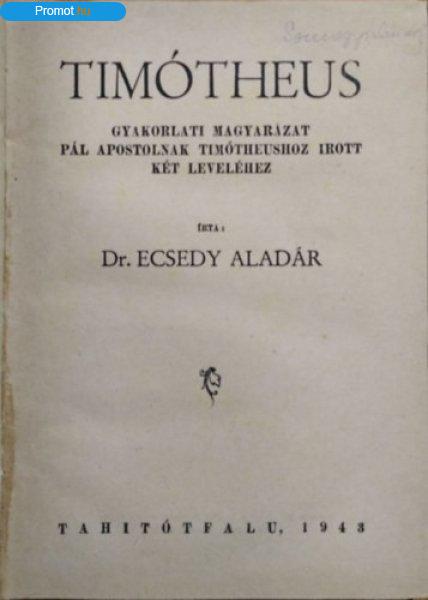 Promot.hu
TIMÓTHEUS
GYAKORLATI MAGYARÁZAT
PÁL APOSTOLNAK TIMÓTHEUSHOZ IROTT
KÉT LEVELÉHEZ
ÍRTA:
Dr. ECSEDY ALADÁR
TAHITÓTFALU, 1943